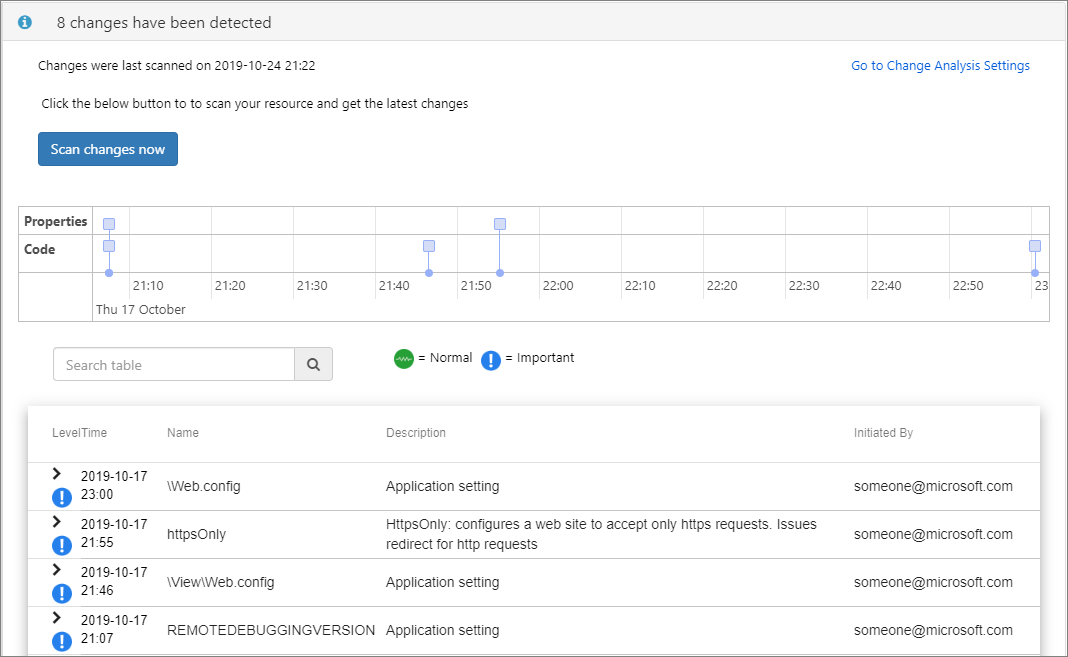 8 changes have been detected
Changes were last scanned on 2019-10-24 21:22
Go to Change Analysis Settings
Click the below button to to scan your resource and get the latest changes
Scan changes now
Properties
Code
21:10 21:20 21:30 21:40 21:50 22:00 22:10 22:20 22:30 22:40 22:50 23
Thu 17 October
Search table
= Normal ! = Important
LevelTime Name Description Initiated By
2019-10-17
! 23:00 \Web.config Application setting someone@microsoft.com
2019-10-17 HttpsOnly: configures a web site to accept only https requests. Issues
! 21:55 httpsOnly redirect for http requests someone@microsoft.com
2019-10-17
! 21:46 \View\Web.config Application setting someone@microsoft.com
2019-10-17
! 21:07 REMOTEDEBUGGINGVERSION Application setting someone@microsoft.com